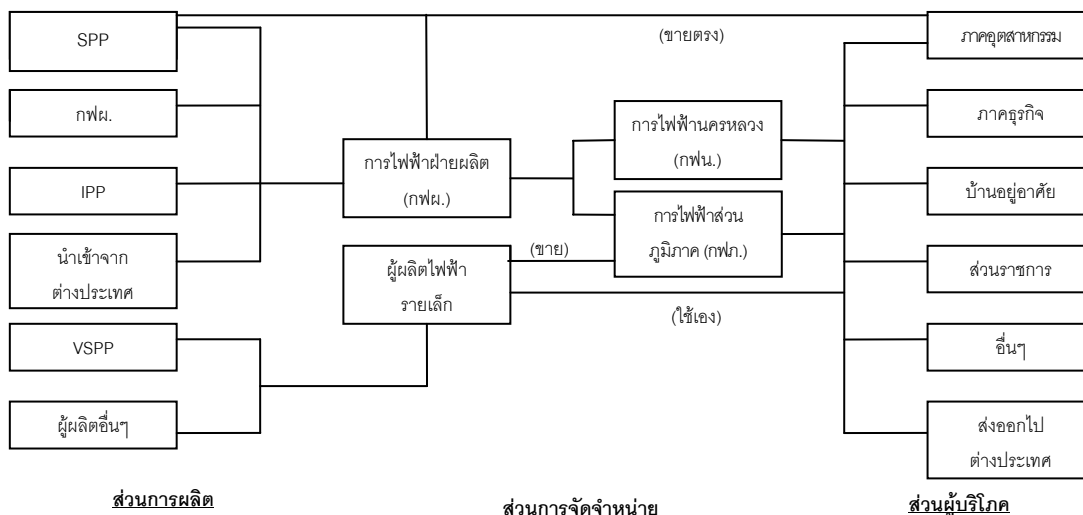 SPP
กฟผ.
IPP
นำเข้าจาก
ต่างประเทศ
VSPP
ผู้ผลิตอื่นๆ
ส่วนการผลิต
การไฟฟ้าฝ่ายผลิต
(กฟผ.)
ผู้ผลิตไฟฟ้า
รายเล็ก
(ขายตรง)
การไฟฟ้านครหลวง
(กฟน.)
การไฟฟ้าส่วน
ภูมิภาค (กฟภ.)
(ขาย)
(ใช้เอง)
ส่วนการจัดจำหน่าย
ภาคอุตสาหกรรม
ภาคธุรกิจ
บ้านอยู่อาศัย
ส่วนราชการ
อื่นๆ
ส่งออกไป
ต่างประเทศ
ส่วนผู้บริโภค